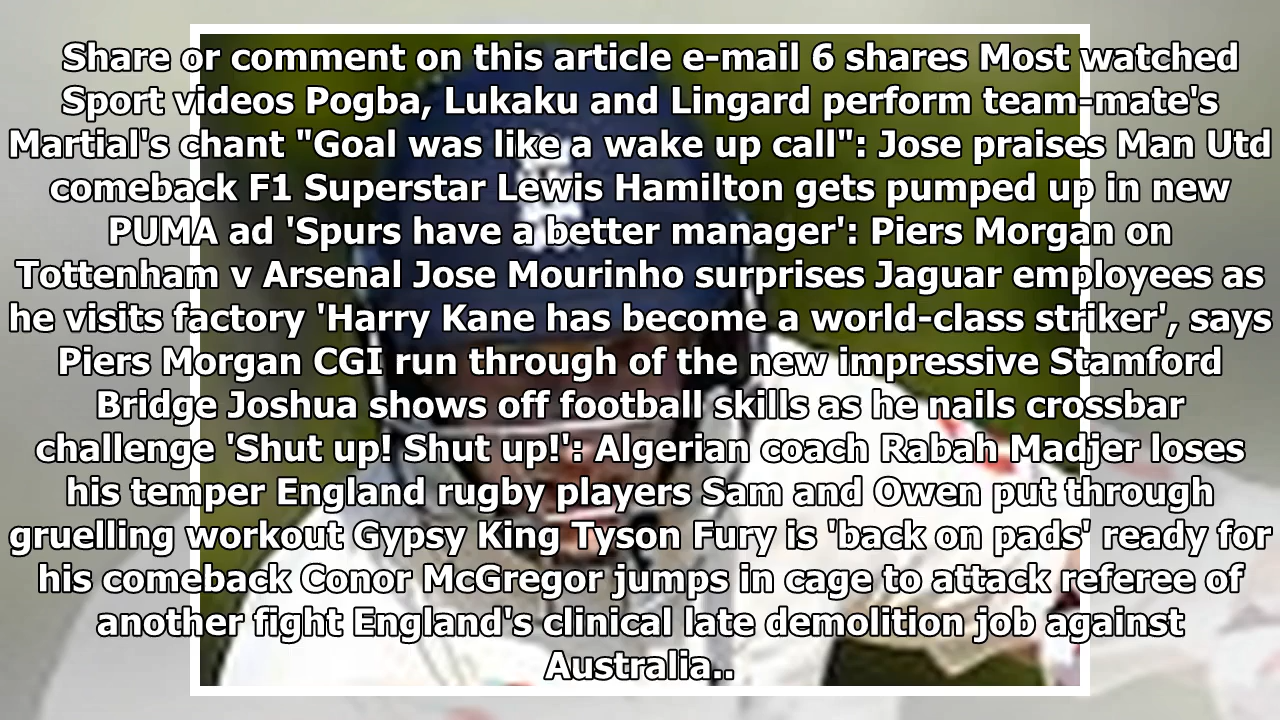 Share or comment on this article e-mail 6 shares Most watched
Sport videos Pogba, Lukaku and Lingard perform team-mate's
Martial's chant "Goal was like a wake up call": Jose praises Man Utd
comeback F1 Superstar Lewis Hamilton gets pumped up in new
PUMA ad 'Spurs have a better manager': Piers Morgan on
Tottenham v Arsenal Jose Mourinho surprises Jaguar employees as
he visits factory 'Harry Kane has become a world-class striker', says
Piers Morgan CGI run through of the new impressive Stamford
Bridge Joshua shows off football skills as he nails crossbar
challenge 'Shut up! Shut up!': Algerian coach Rabah Madjer loses
his temper England rugby players Sam and Owen put through
gruelling workout Gypsy King Tyson Fury is 'back on pads' ready for
his comeback Conor McGregor jumps in cage to attack referee of
another fight England's clinical late demolition job against
Australia..